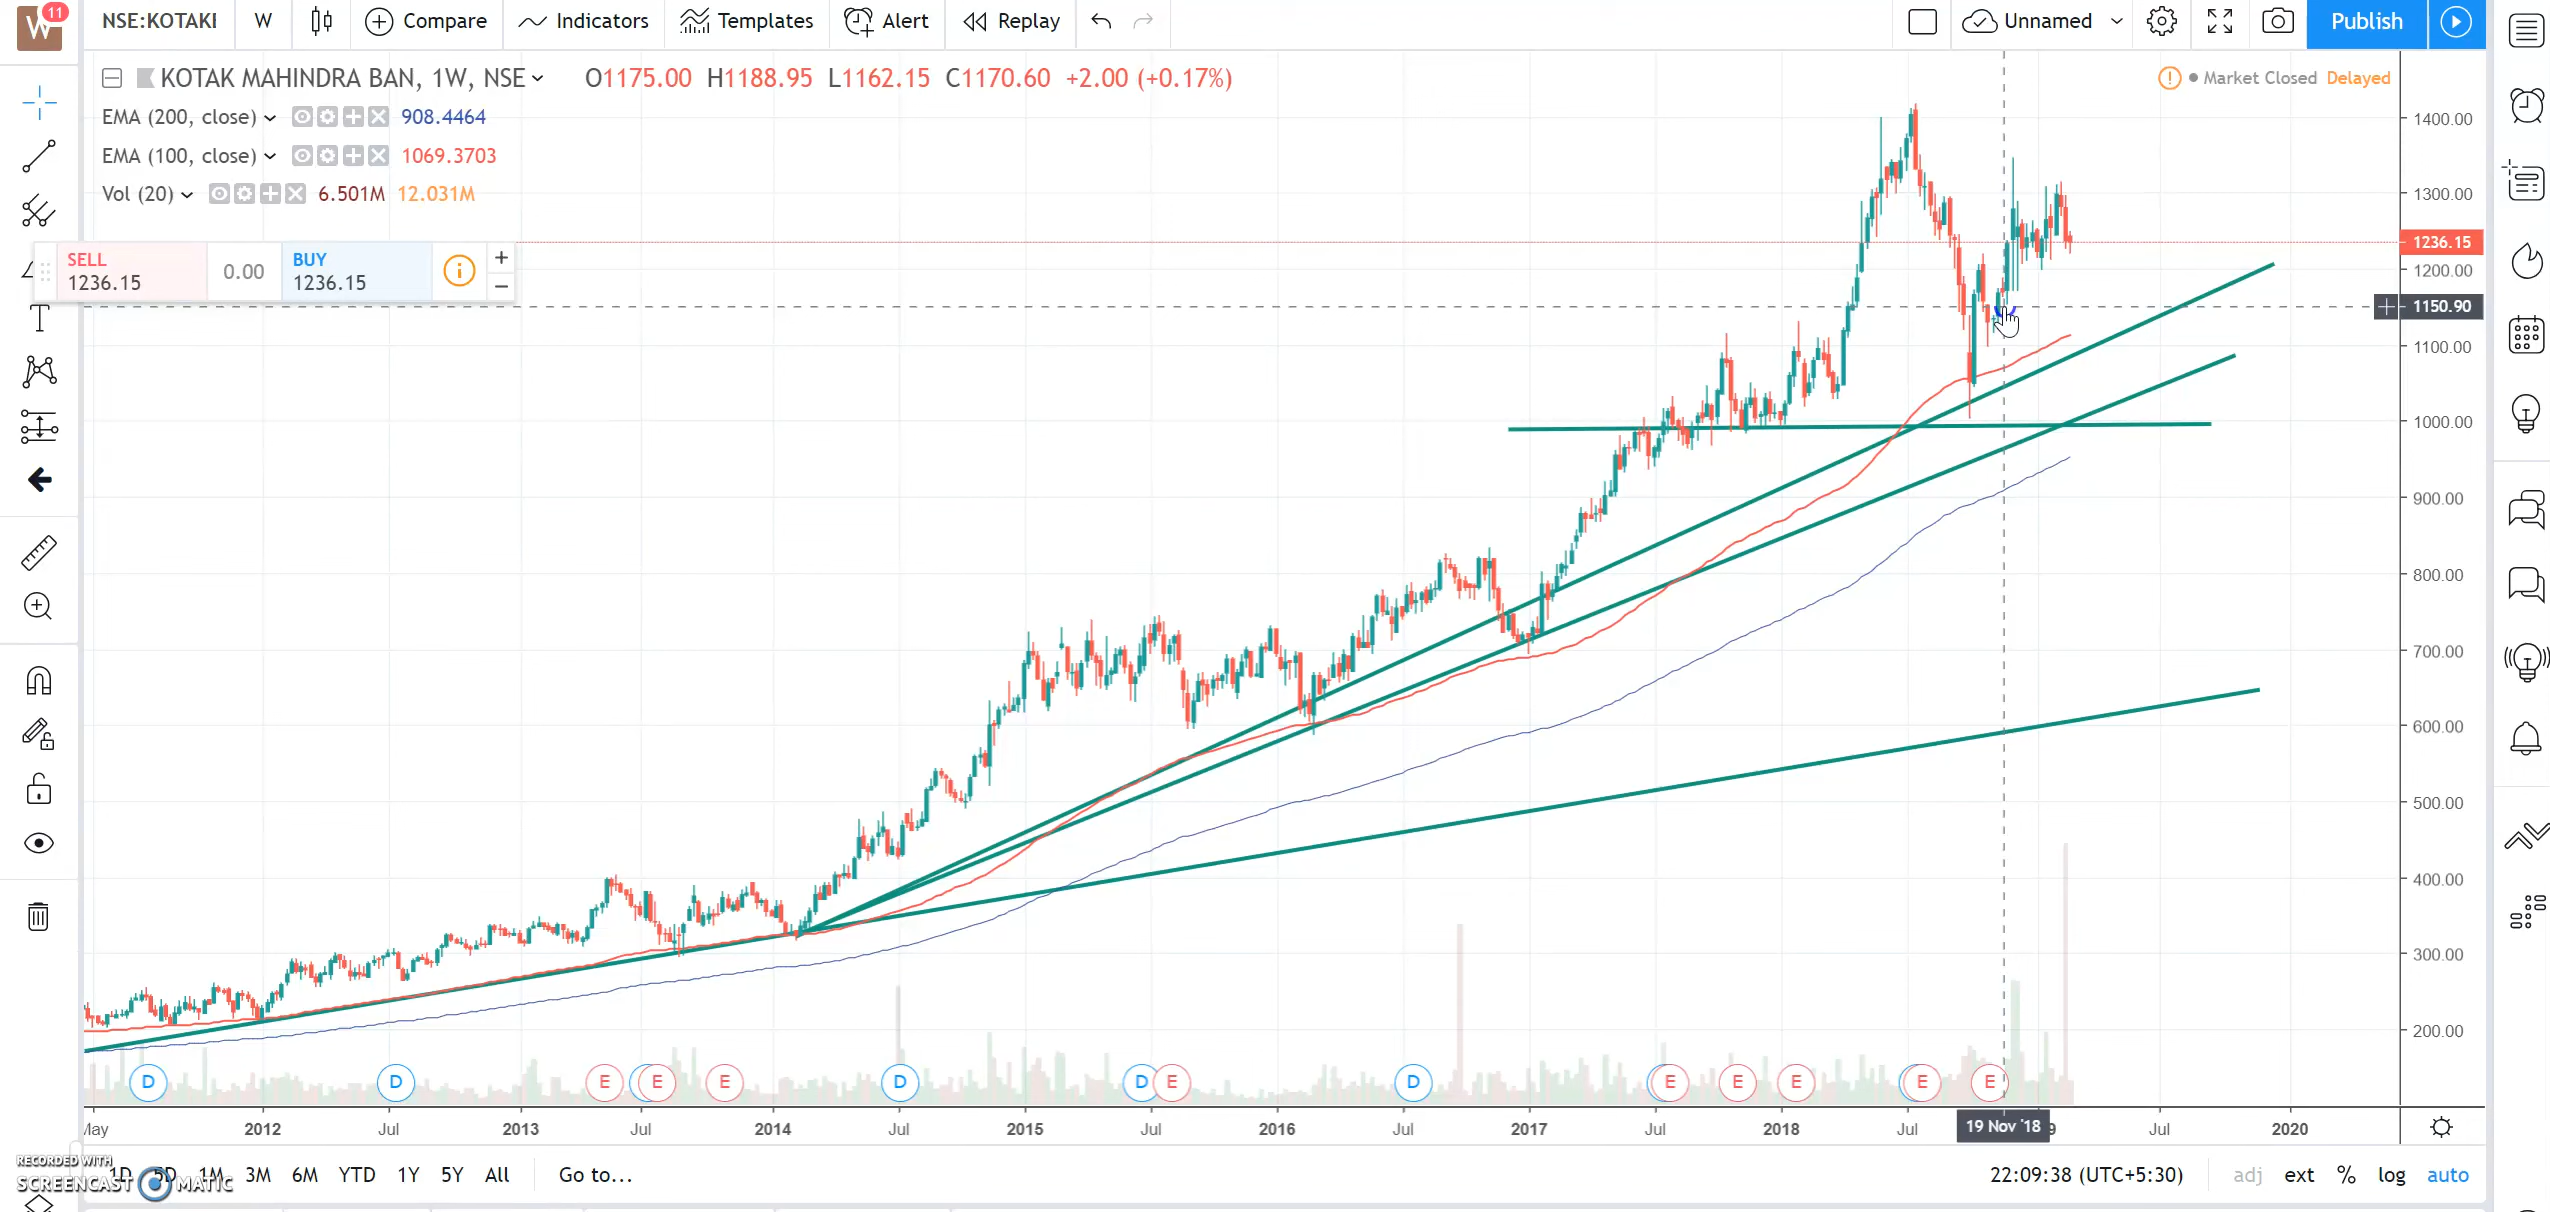 11
W
NSE:KOTAKI
W
Compare
Indicators
Templates
Alert
Replay
Unnamed
Publish
KOTAK MAHINDRA BAN, 1W, NSE
O1175.00 H1188.95 L1162.15 C1170.60 +2.00 (+0.17%)
Market Closed
Delayed
EMA (200, close)
908.4464
EMA (100, close)
1069.3703
Vol (20)
6.501M
12.031M
SELL
1236.15
0.00
BUY
1236.15
+
−
T
1400.00
1300.00
1236.15
1200.00
1150.90
1100.00
1000.00
900.00
800.00
700.00
600.00
500.00
400.00
300.00
200.00
D D E E E D D E D E E E E E
May 2012 Jul 2013 Jul 2014 Jul 2015 Jul 2016 Jul 2017 Jul 2018 Jul 19 Nov '18 9 Jul 2020
RECORDED WITH
SCREENCAST MATIC
1D 5D 1M 3M 6M YTD 1Y 5Y All
Go to...
22:09:38 (UTC+5:30)
adj ext % log auto